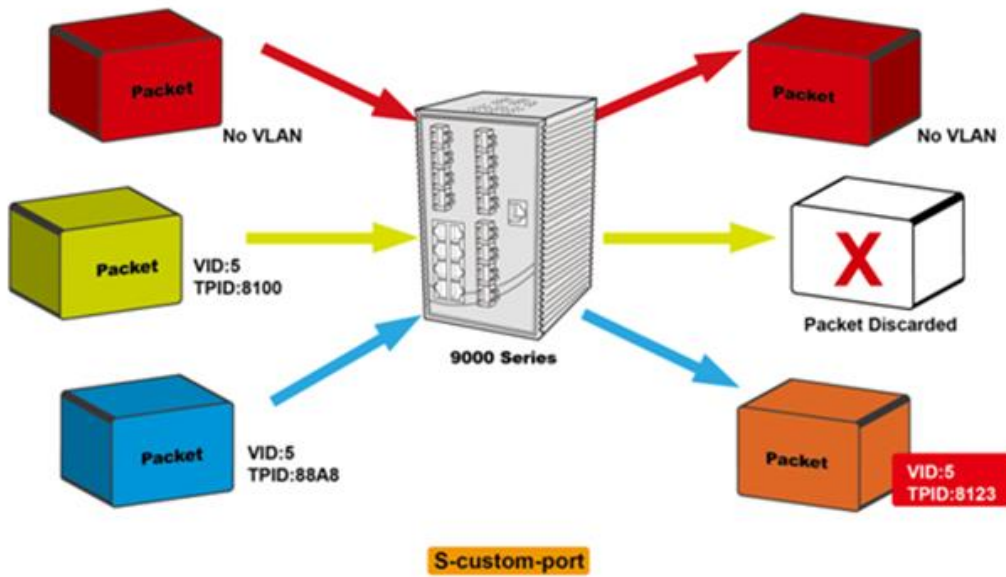 Packet
No VLAN
Packet
No VLAN
Packet
VID:5
TPID:8100
X
Packet Discarded
9000 Series
Packet
VID:5
TPID:88A8
Packet
VID:5
TPID:8123
S-custom-port